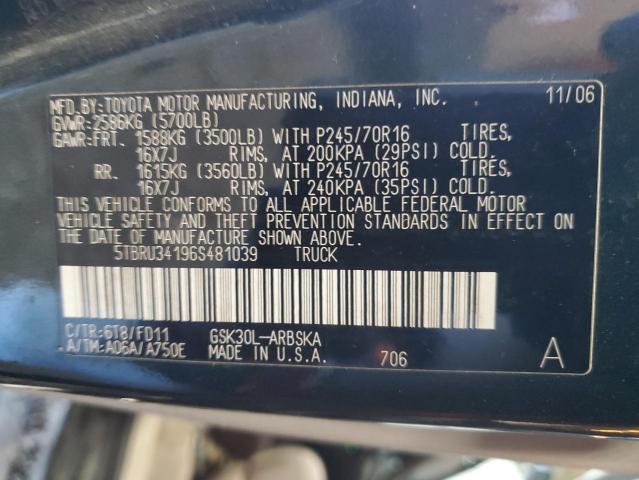 MFD.BY:TOYOTA MOTOR MANUFACTURING, INDIANA, INC. 11/06
GVWR:2586KG (5700LB)
GAWR:FRT. 1588KG (3500LB) WITH P245/70R16 TIRES,
16X7J RIMS, AT 200KPA (29PSI) COLD.
RR. 1615KG (3560LB) WITH P245/70R16 TIRES,
16X7J RIMS, AT 240KPA (35PSI) COLD.
THIS VEHICLE CONFORMS TO ALL APPLICABLE FEDERAL MOTOR
VEHICLE SAFETY AND THEFT PREVENTION STANDARDS IN EFFECT ON
THE DATE OF MANUFACTURE SHOWN ABOVE.
5TBRU34196S481039 TRUCK
C/TR:6T8/FD11 GSK30L-ARBSKA
.A/TM:A06A/A750E MADE IN U.S.A. 706 A